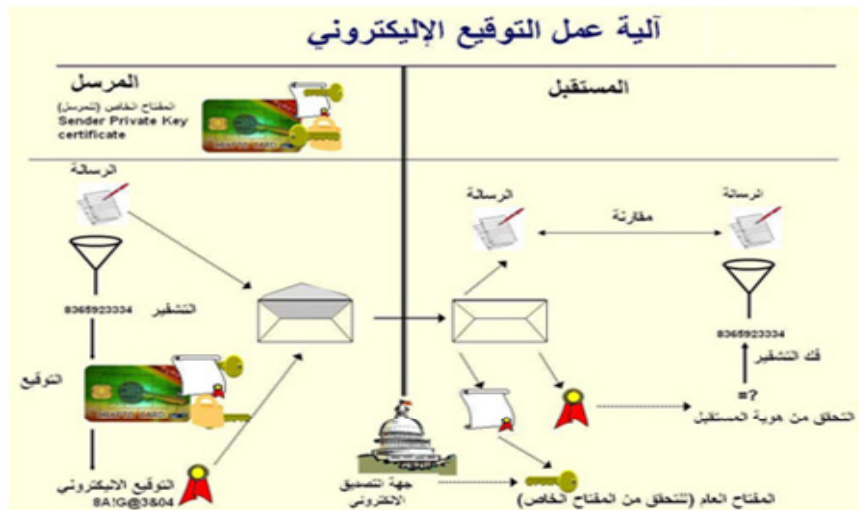 آلية عمل التوقيع الإليكتروني
المرسل
المستقبل
المفتاح الخاص (للمرسل)
Sender Private Key
certificate
الرسالة
الرسالة
الرسالة
مقارنة
8365923334
التشفير
8365923334
فك التشفير
=?
التوقيع
التحقق من هوية المستقبل
التوقيع الاليكتروني
8A!G@3&04
جهة التصديق
الالكتروني
المفتاح العام (للتحقق من المفتاح الخاص)